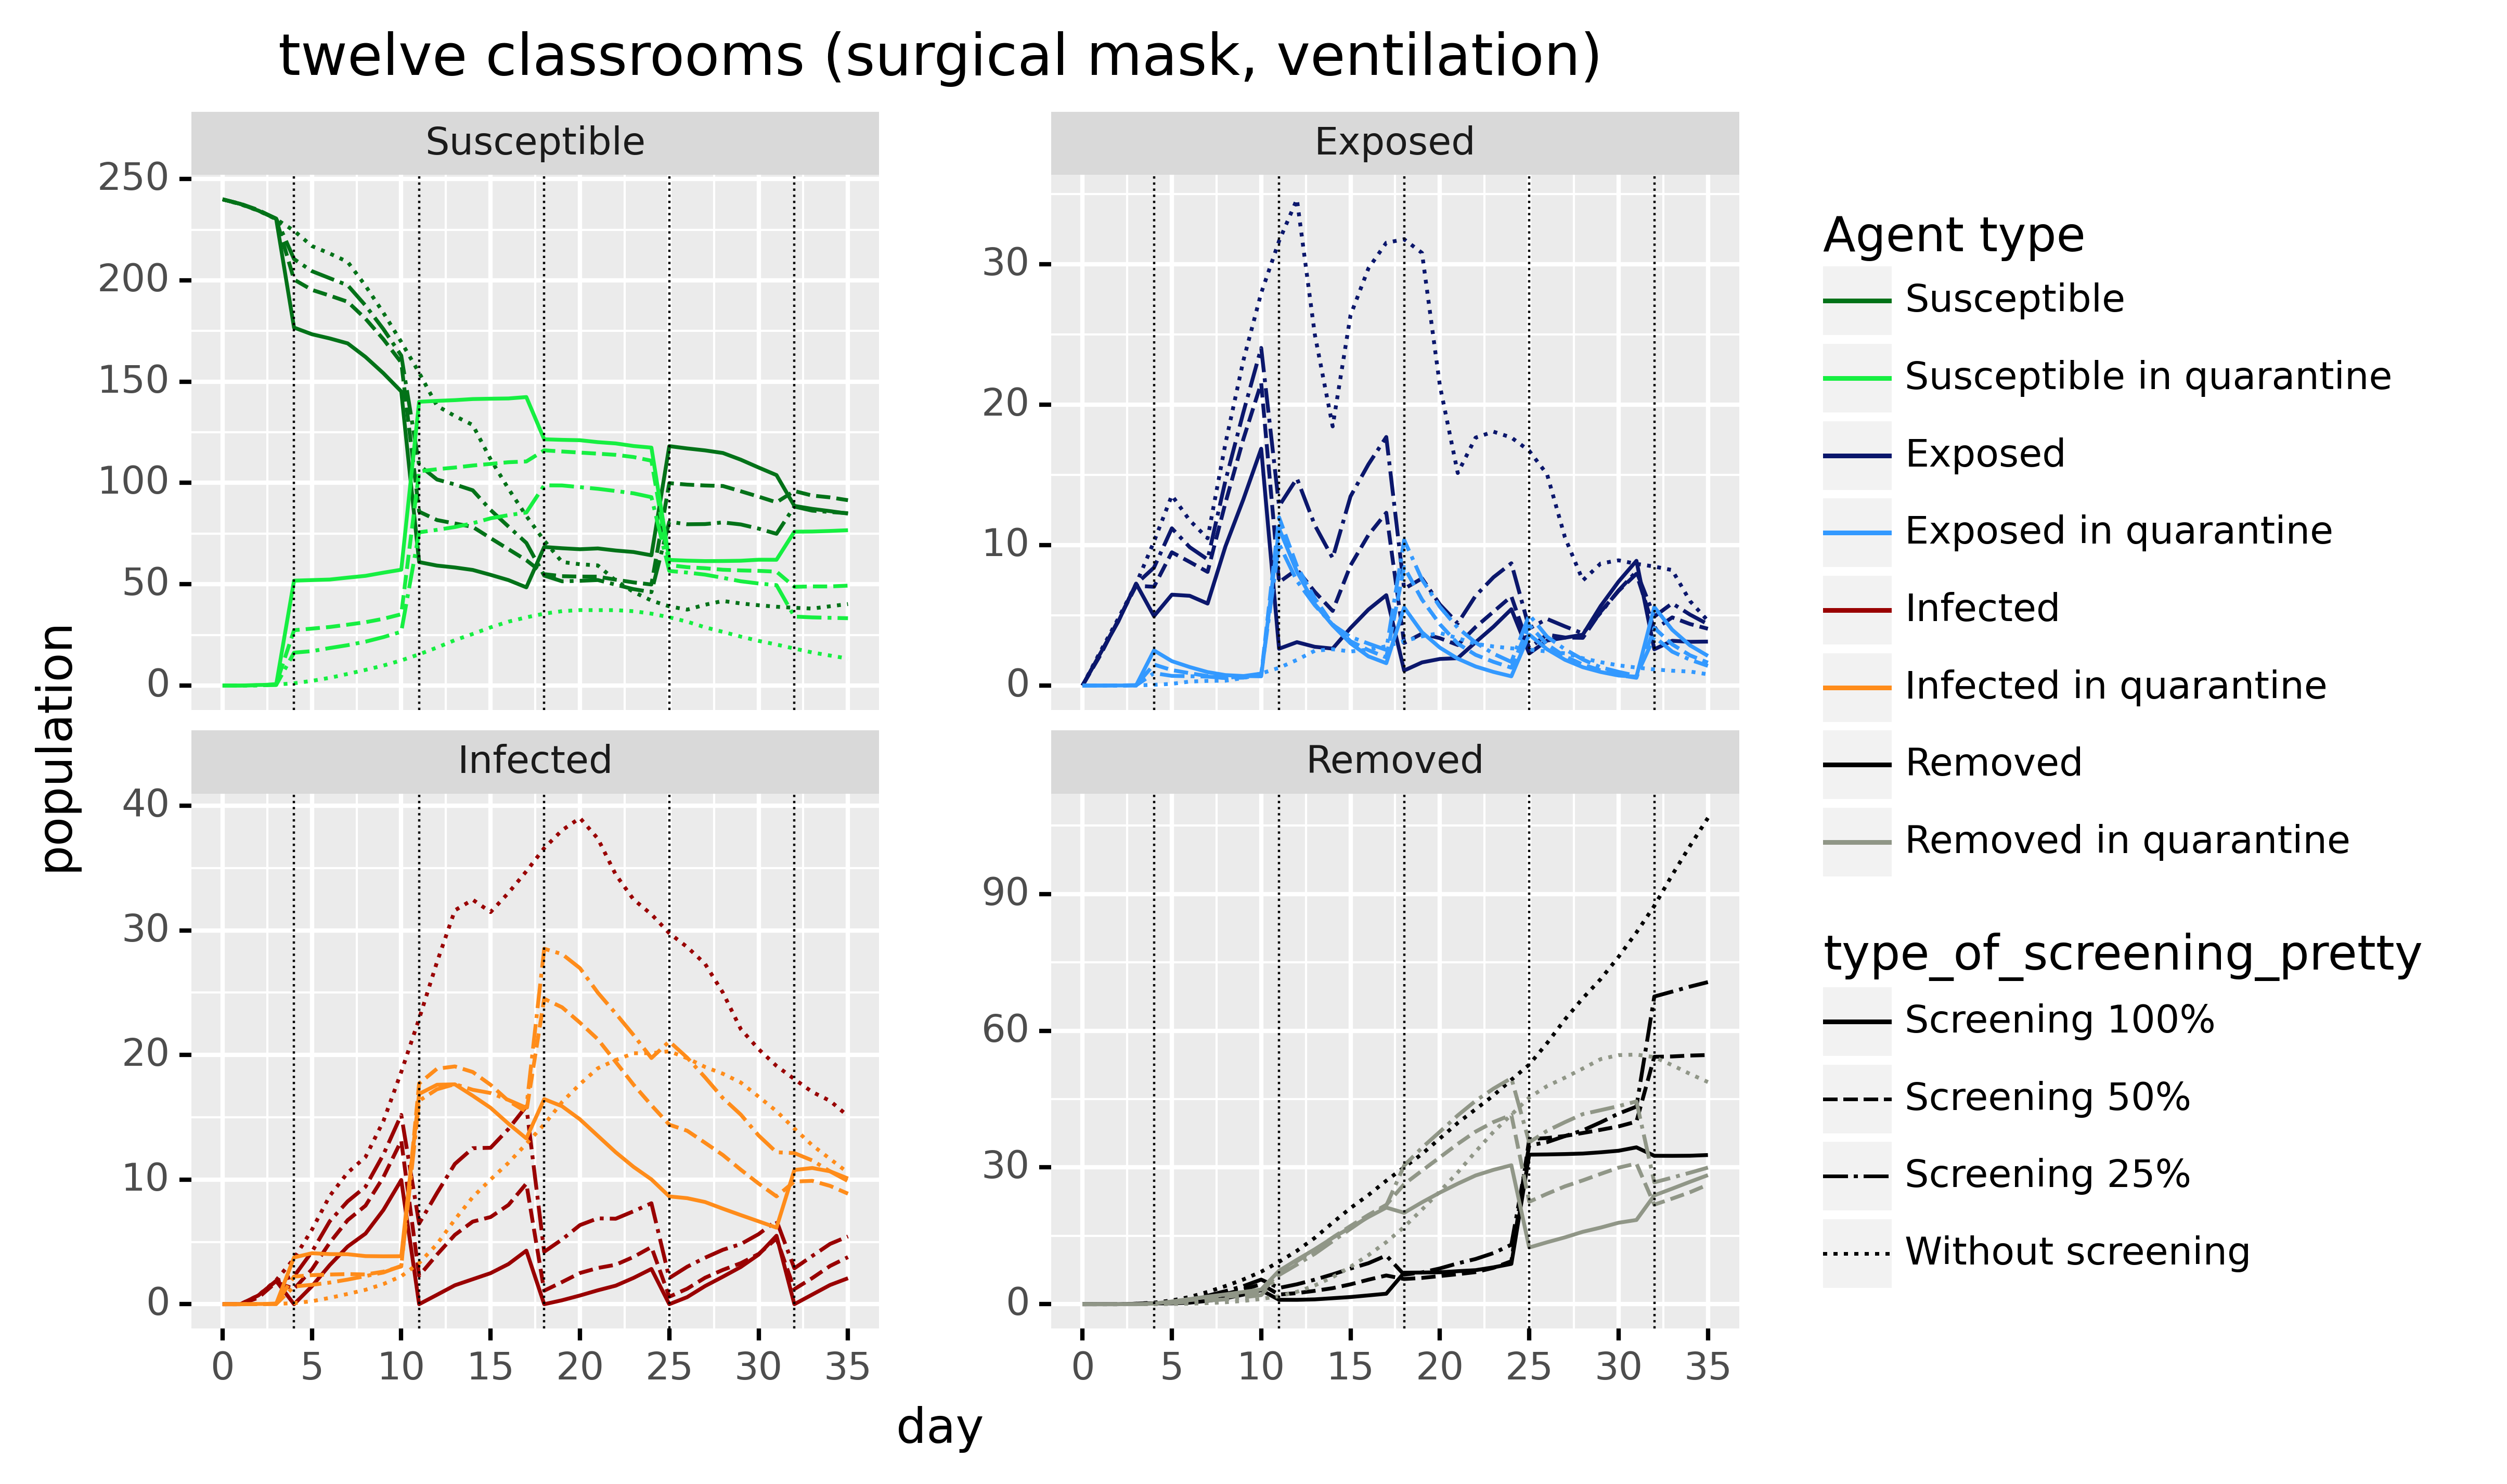 twelve classrooms (surgical mask, ventilation)
Susceptible
Exposed
250
200
150
100
50
0
30
20
10
0
population
Infected
Removed
40
30
20
10
0
90
60
30
0
0 5 10 15 20 25 30 35
0 5 10 15 20 25 30 35
day
Agent type
Susceptible
Susceptible in quarantine
Exposed
Exposed in quarantine
Infected
Infected in quarantine
Removed
Removed in quarantine
type_of_screening_pretty
Screening 100%
Screening 50%
Screening 25%
Without screening